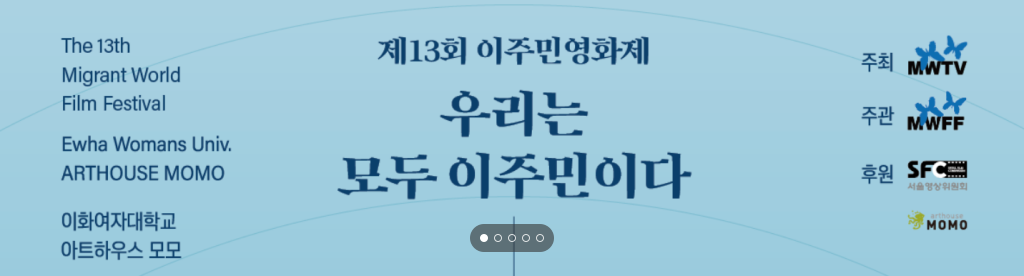 The 13th
Migrant World
Film Festival
Ewha Womans Univ.
ARTHOUSE MOMO
이화여자대학교
아트하우스 모모
제13회 이주민영화제
우리는
모두 이주민이다
주최 MWTV
주관 MWFF
후원 SFC
서울영상위원회
arthouse
MOMO